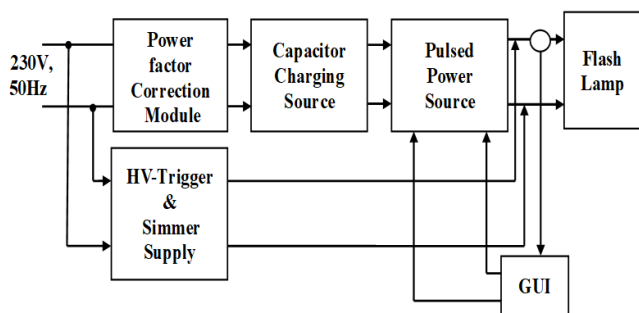 230V,
50Hz
Power
factor
Correction
Module
Capacitor
Charging
Source
Pulsed
Power
Source
Flash
Lamp
HV-Trigger
&
Simmer
Supply
GUI